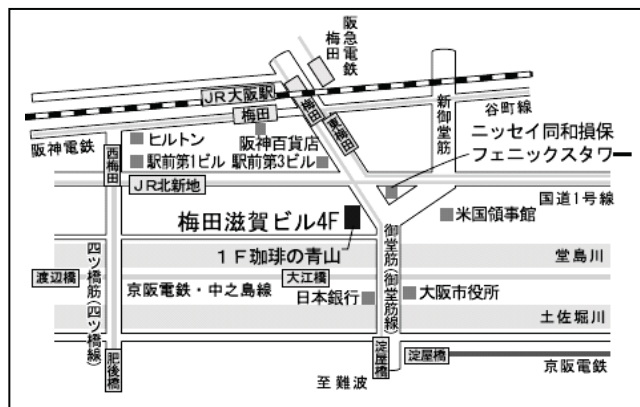 阪急電鉄
梅田
JR大阪駅
梅田
梅田
東梅田
新御堂筋
谷町線
阪神電鉄
西梅田
ヒルトン
阪神百貨店
駅前第1ビル
駅前第3ビル
ニッセイ同和損保
フェニックスタワー
JR北新地
国道1号線
梅田滋賀ビル4F
米国領事館
1F珈琲の青山
御堂筋(御堂筋線)
堂島川
四ツ橋筋(四ツ橋線)
渡辺橋
大江橋
京阪電鉄・中之島線
日本銀行
大阪市役所
土佐堀川
肥後橋
淀屋橋
淀屋橋
京阪電鉄
至難波